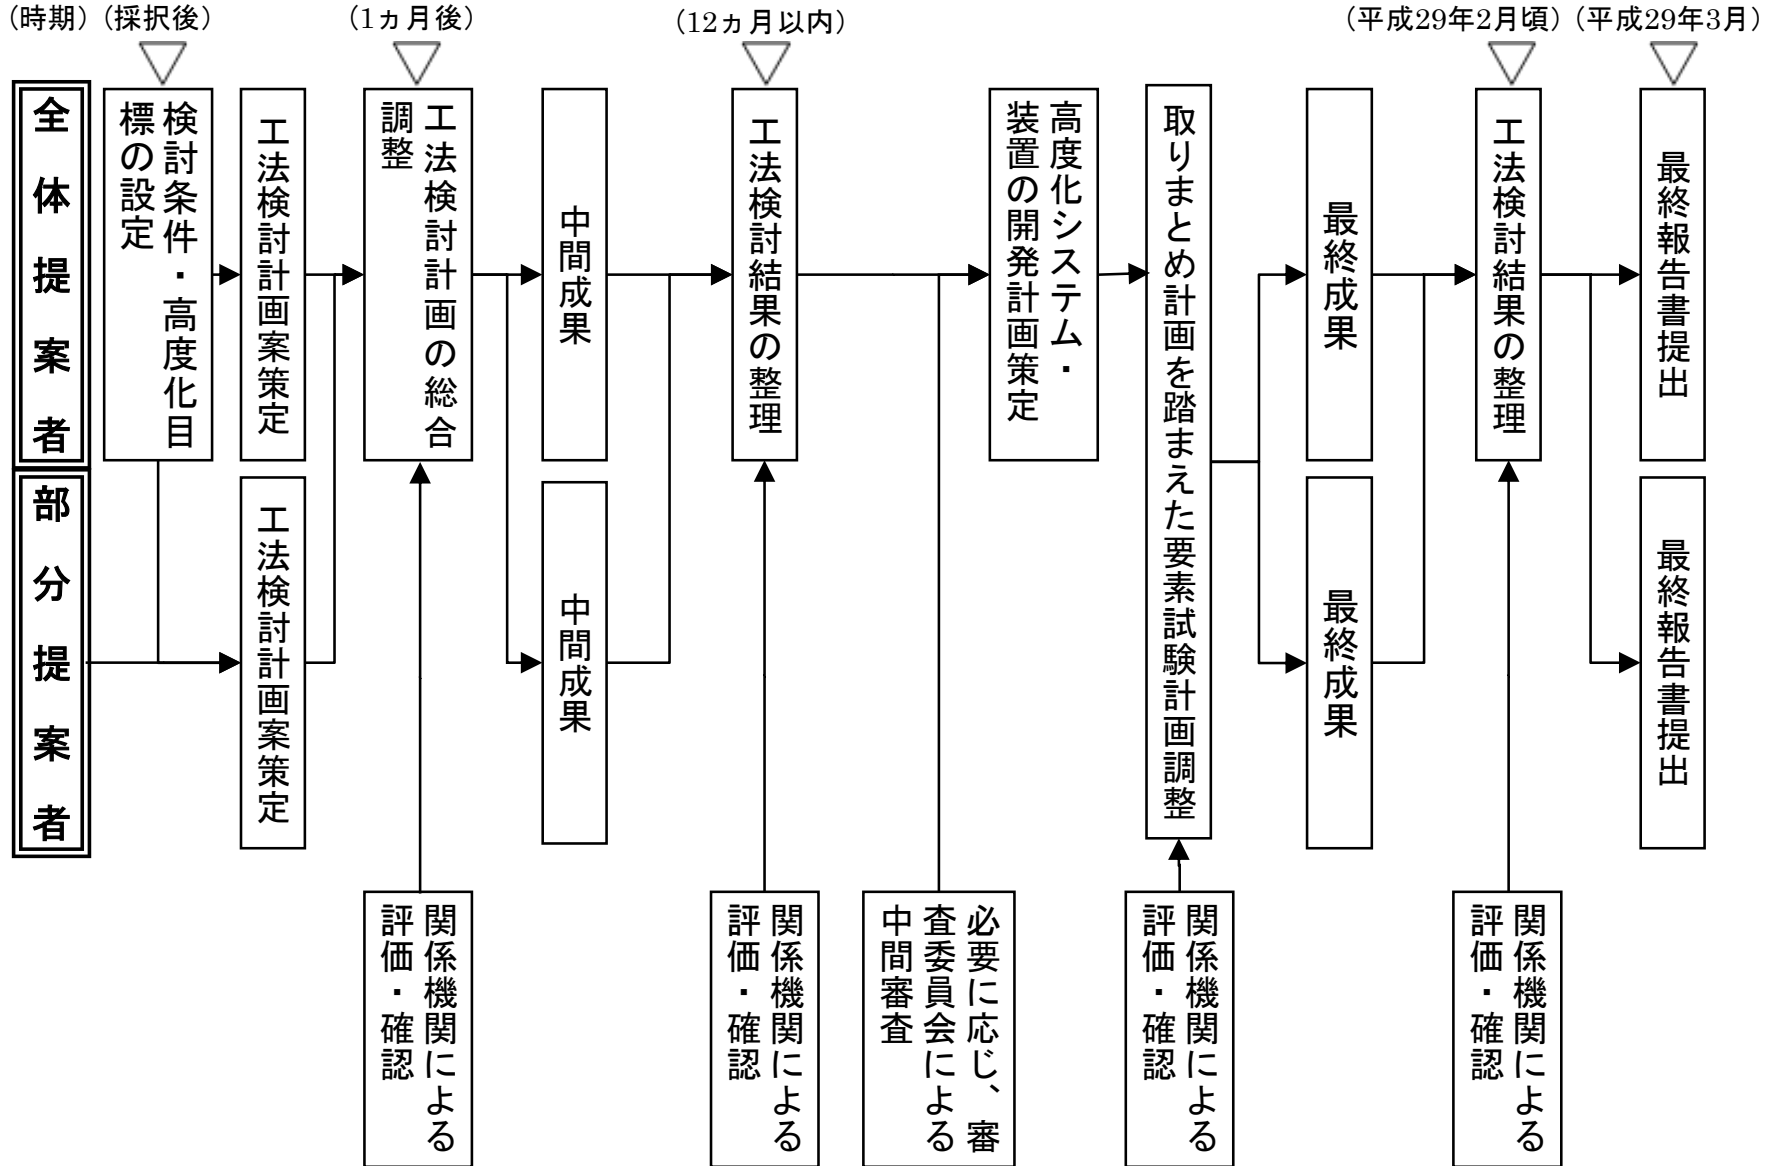 （時期）（採択後）
（1ヵ月後）
（12ヵ月以内）
（平成29年2月頃）（平成29年3月）
全体提案者
部分提案者
検討条件・高度化目
標の設定
工法検討計画案策定
工法検討計画案策定
工法検討計画の総合
調整
中間成果
中間成果
工法検討結果の整理
高度化システム・
装置の開発計画策定
取りまとめ計画を踏まえた要素試験計画調整
最終成果
最終成果
工法検討結果の整理
最終報告書提出
最終報告書提出
関係機関による
評価・確認
関係機関による
評価・確認
必要に応じ、審
査委員会による
中間審査
関係機関による
評価・確認
関係機関による
評価・確認